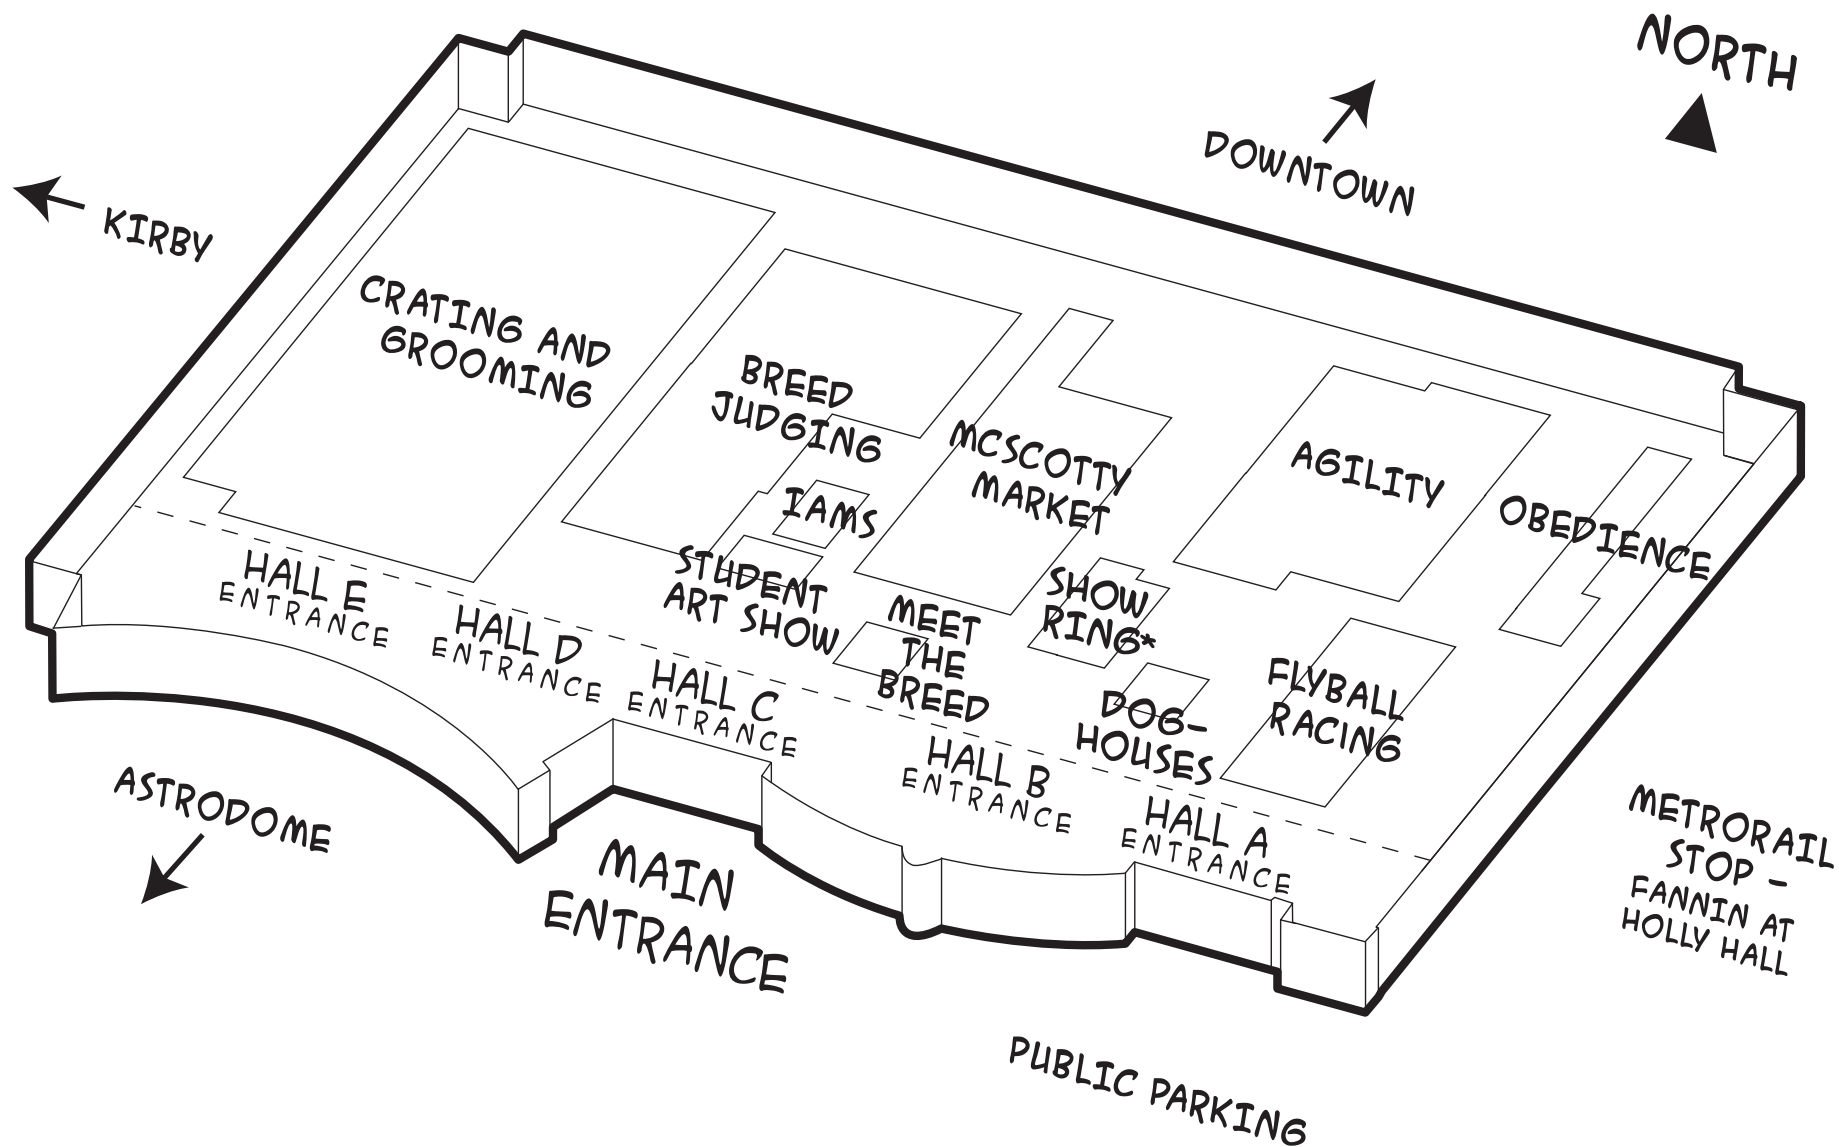 NORTH
DOWNTOWN
KIRBY
CRATING AND
GROOMING
BREED
JUDGING
IAMS
MCSCOTTY
MARKET
AGILITY
OBEDIENCE
STUDENT
ART SHOW
MEET
THE
BREED
SHOW
RING*
DOG-
HOUSES
FLYBALL
RACING
HALL E
ENTRANCE
HALL D
ENTRANCE
HALL C
ENTRANCE
HALL B
ENTRANCE
HALL A
ENTRANCE
ASTRODOME
MAIN
ENTRANCE
METRORAIL
STOP -
FANNIN AT
HOLLY HALL
PUBLIC PARKING